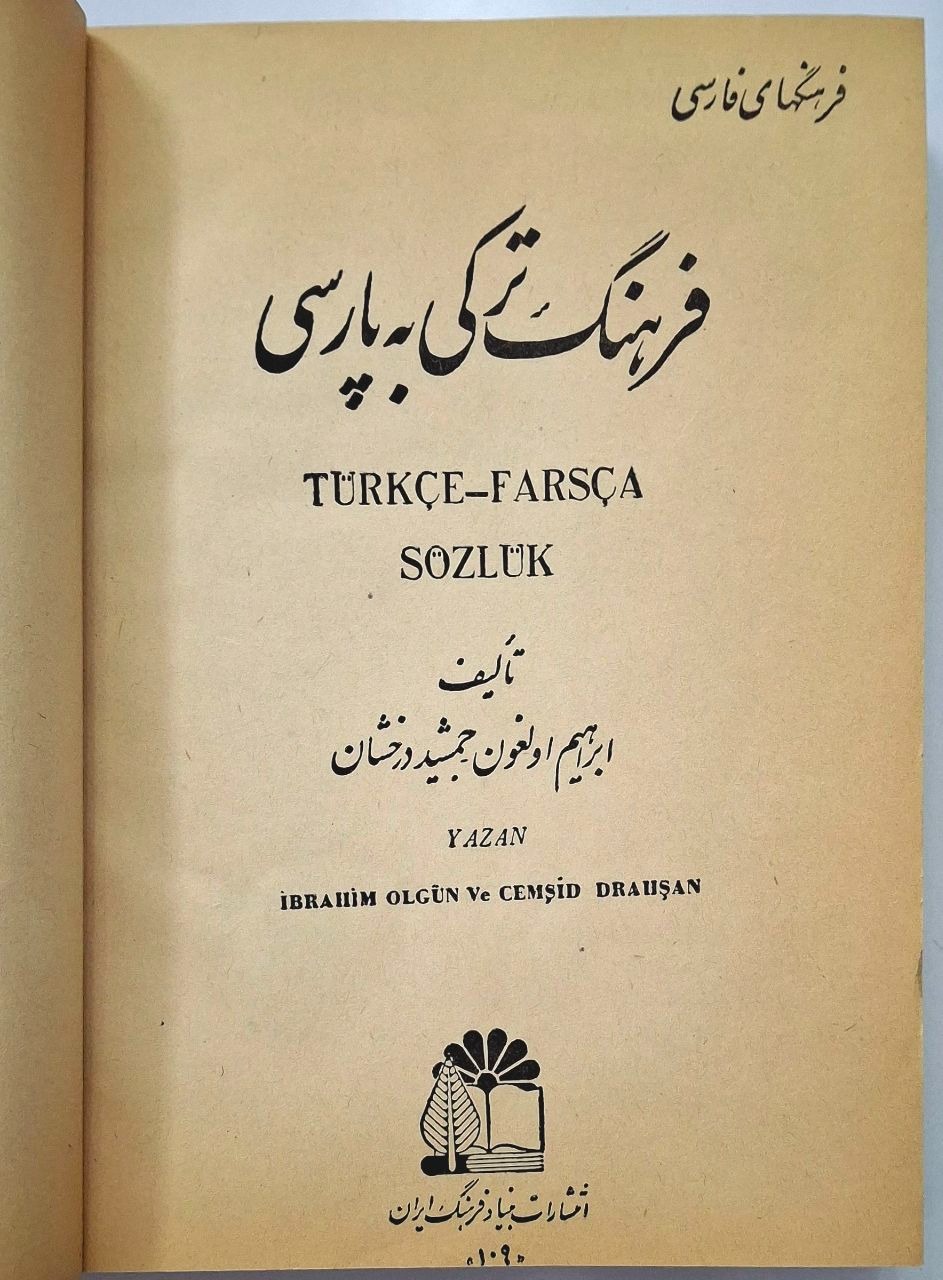 فرهنگهای فارسی
فرهنگ ترکی به پارسی
TÜRKÇE–FARSÇA
SÖZLÜK
تألیف
ابراهیم اولغون جمشید درخشان
YAZAN
İBRAHİM OLGÜN Ve CEMŞİD DRAHŞAN
انتشارات بنیاد فرهنگ ایران
«۱۰۹»